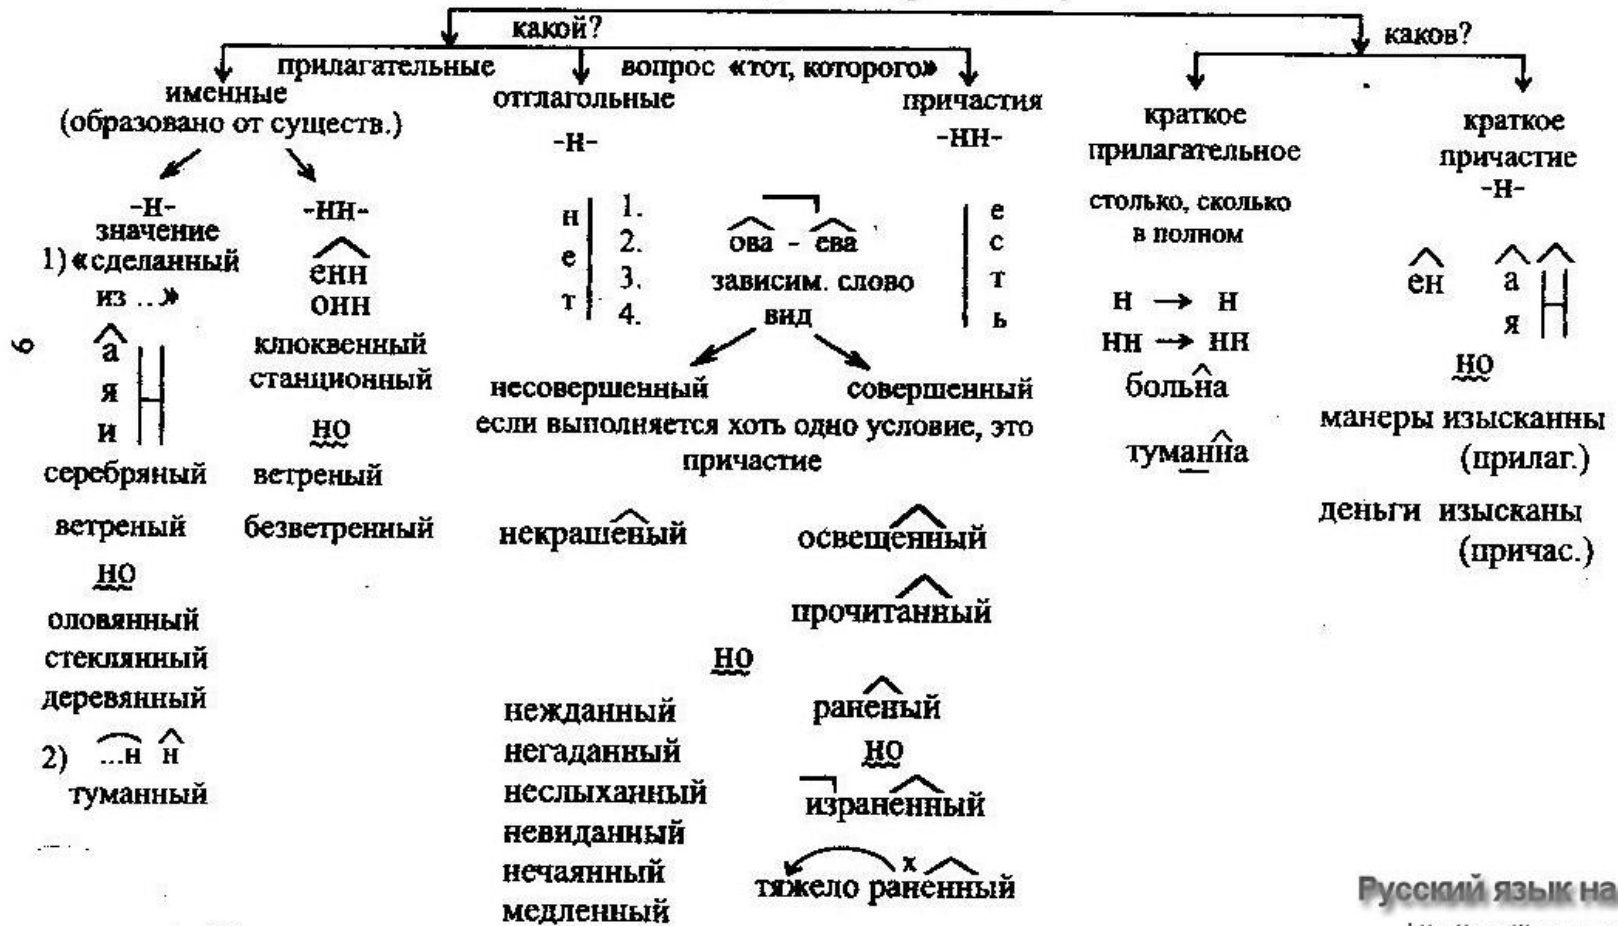 какой?
каков?
прилагательные
вопрос «тот, которого»
именные
(образовано от существ.)
отглагольные
-н-
причастия
-нн-
краткое
прилагательное
краткое
причастие
-н-
-н-
значение
1) «сделанный
из ...»
а
я
и
Н
серебряный
ветреный
но
оловянный
стеклянный
деревянный
2) ...н н
туманный
-нн-
енн
онн
клюквенный
станционный
но
ветреный
безветренный
6
н
е
т
1.
2. ова - ева
3. зависим. слово
4. вид
е
с
т
ь
несовершенный
совершенный
если выполняется хоть одно условие, это
причастие
некрашеный
освещенный
прочитанный
но
нежданный
негаданный
неслыханный
невиданный
нечаянный
медленный
раненый
но
израненный
х
тяжело раненный
столько, сколько
в полном
н → н
нн → нн
больна
туманна
ен
а
я
Н
но
манеры изысканны
(прилаг.)
деньги изысканы
(причас.)
Русский язык на